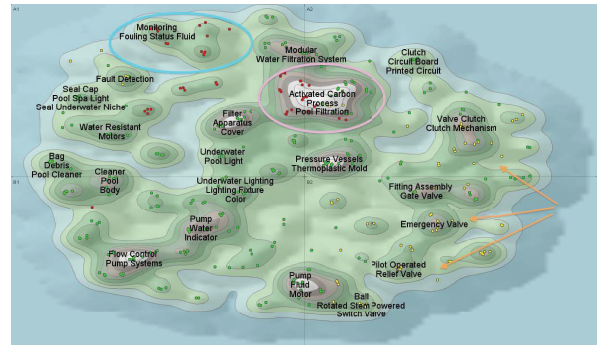 A1
A2
Monitoring
Fouling Status Fluid
Modular
Water Filtration System
Clutch
Circuit Board
Printed Circuit
Fault Detection
Seal Cap
Pool Spa Light
Seal Underwater Niche
Activated Carbon
Process
Pool Filtration
Filter
Apparatus
Cover
Valve Clutch
Clutch Mechanism
Water Resistant
Motors
Bag
Debris
Pool Cleaner
Underwater
Pool Light
Pressure Vessels
Thermoplastic Mold
Cleaner
Pool
Body
B1
B2
Underwater Lighting
Lighting Fixture
Color
Fitting Assembly
Gate Valve
Pump
Water
Indicator
Emergency Valve
Flow Control
Pump Systems
Pilot Operated
Relief Valve
Pump
Fluid
Motor
Ball
Rotated Stem Powered
Switch Valve